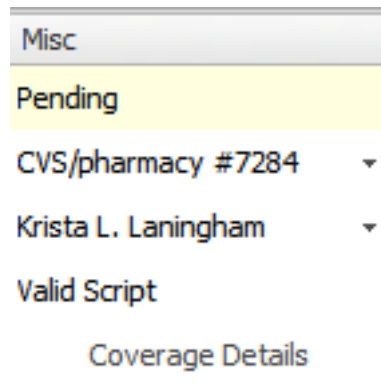 Misc
Pending
CVS/pharmacy #7284
Krista L. Laningham
Valid Script
Coverage Details